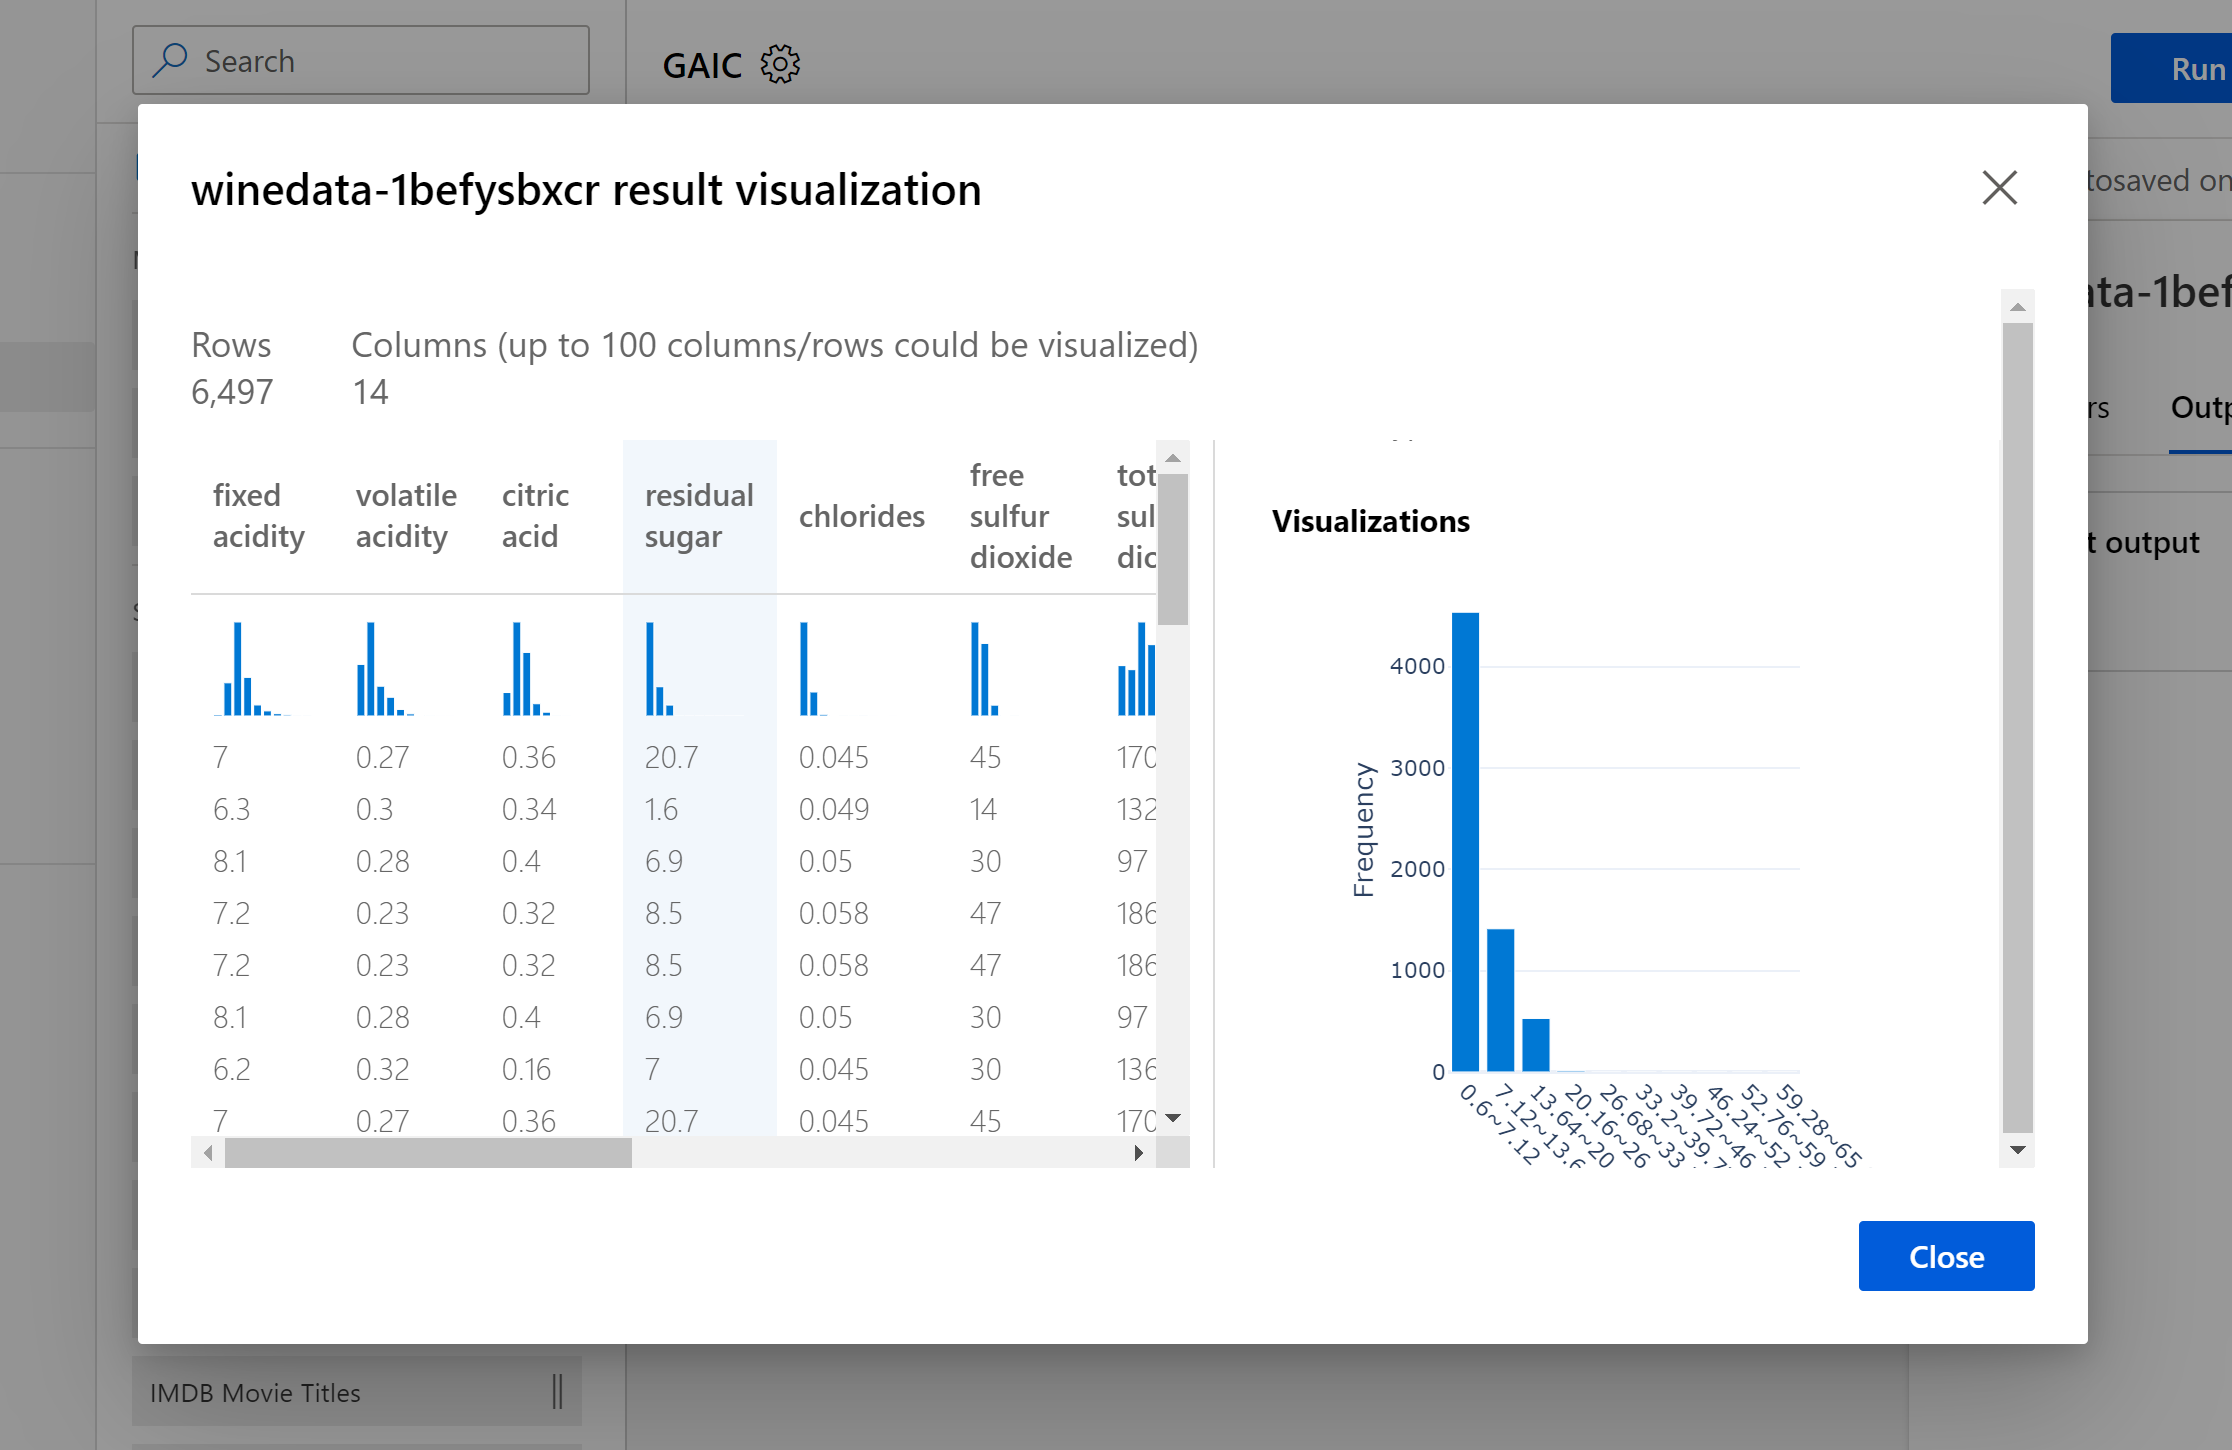 Search
GAIC
Run
winedata-1befysbxcr result visualization
tosaved on
ata-1bef
Rows
Columns (up to 100 columns/rows could be visualized)
6,497
14
rs
Outp
fixed acidity
volatile acidity
citric acid
residual sugar
chlorides
free sulfur dioxide
tot sul dio
7 0.27 0.36 20.7 0.045 45 170
6.3 0.3 0.34 1.6 0.049 14 132
8.1 0.28 0.4 6.9 0.05 30 97
7.2 0.23 0.32 8.5 0.058 47 186
7.2 0.23 0.32 8.5 0.058 47 186
8.1 0.28 0.4 6.9 0.05 30 97
6.2 0.32 0.16 7 0.045 30 136
7 0.27 0.36 20.7 0.045 45 170
Visualizations
t output
Frequency
4000
3000
2000
1000
0
0.6~7.12
7.12~13.6
13.64~20
20.16~26
26.68~33
33.2~39.7
39.72~46
46.24~52
52.76~59
59.28~65
Close
IMDB Movie Titles